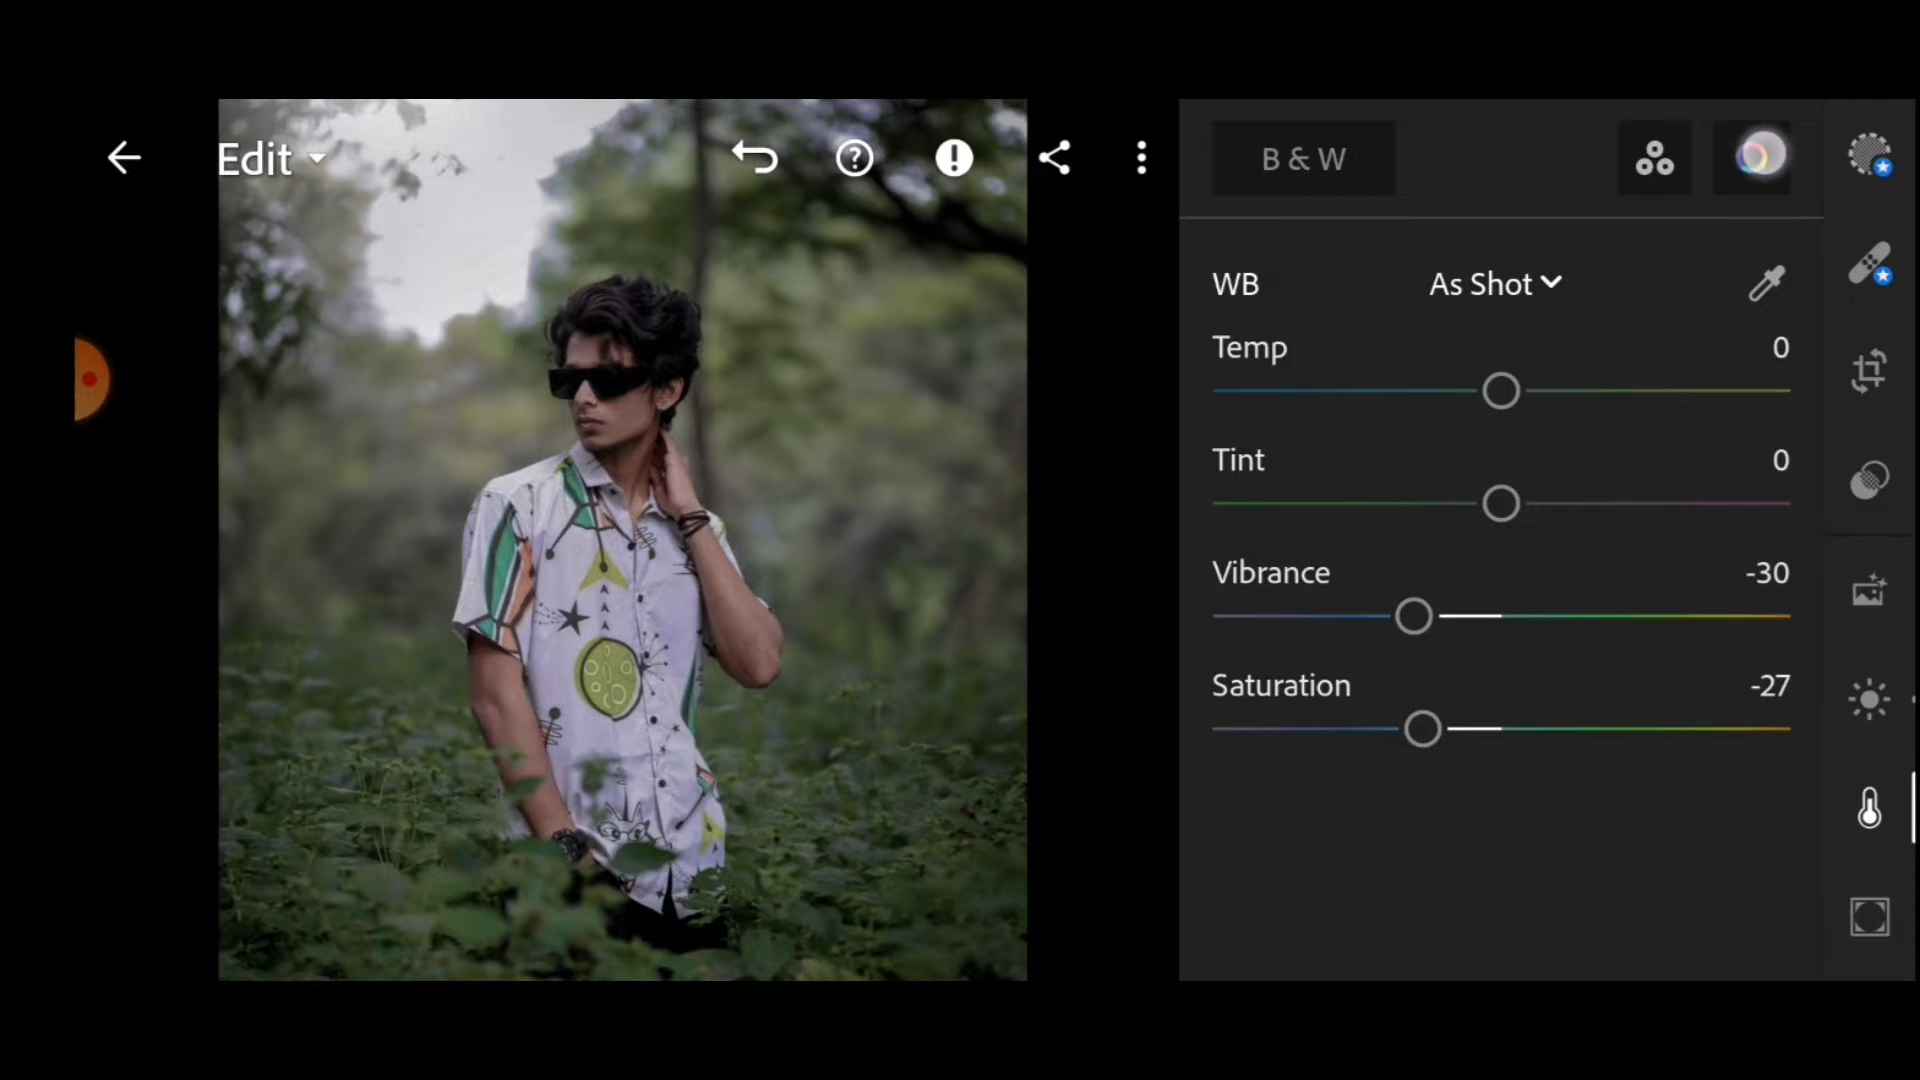 Edit
B & W
WB As Shot
Temp 0
Tint 0
Vibrance -30
Saturation -27